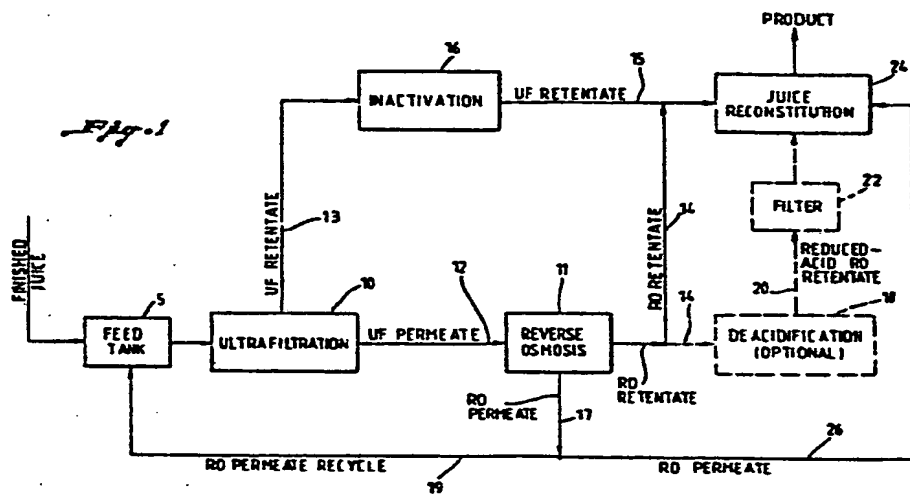 PRODUCT
16
15
24
INACTIVATION
UF RETENTATE
JUICE
RECONSTITUTION
Fig. 1
13
UF RETENTATE
14
RO RETENTATE
22
FILTER
FINISHED
JUICE
REDUCED-
ACID RO
RETENTATE
20
18
5
10
12
11
14
FEED
TANK
ULTRAFILTRATION
UF PERMEATE
REVERSE
OSMOSIS
DEACIDIFICATION
(OPTIONAL)
RO
RETENTATE
RO
PERMEATE
17
26
RO PERMEATE RECYCLE
19
RO PERMEATE